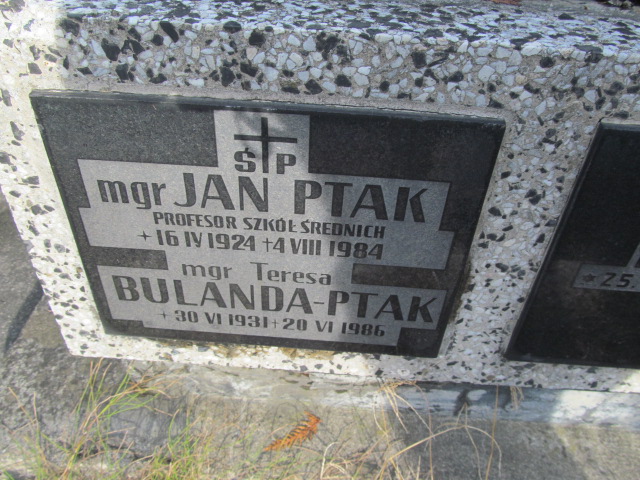 ŚP
mgr JAN PTAK
PROFESOR SZKÓŁ ŚREDNICH
+16 IV 1924 +4 VIII 1984
mgr Teresa
BULANDA-PTAK
+30 VI 1931 +20 VI 1986
*25.